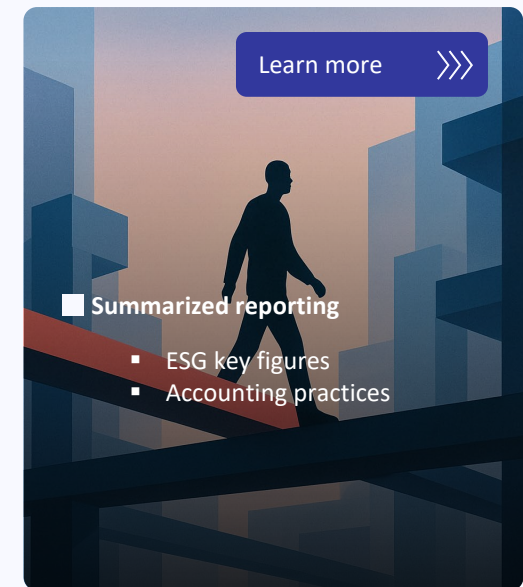 Learn more
Summarized reporting
ESG key figures
Accounting practices